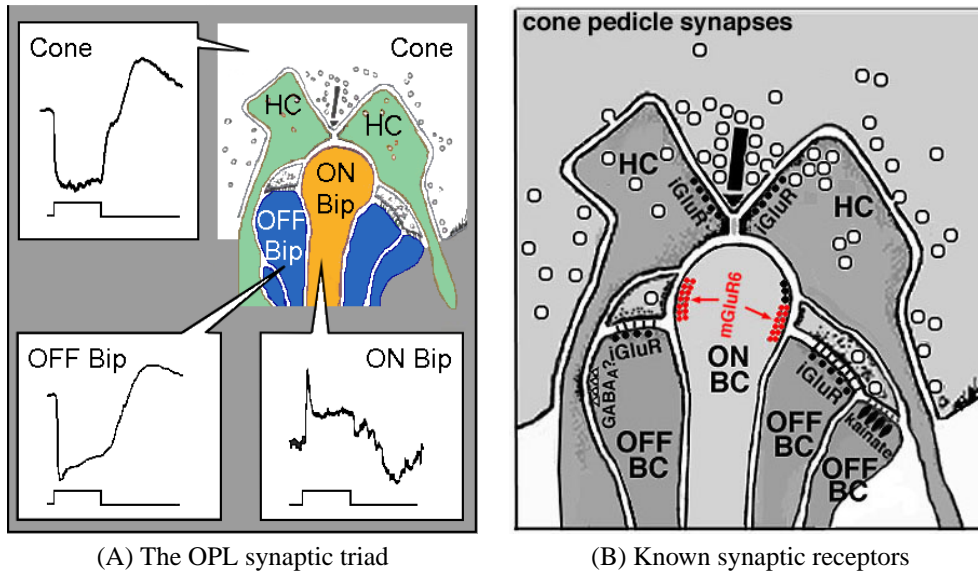 Cone
Cone
HC
HC
ON
Bip
OFF
Bip
OFF Bip
ON Bip
(A) The OPL synaptic triad
cone pedicle synapses
HC
HC
iGluR
iGluR
mGluR6
ON
BC
iGluR
GABAA?
iGluR
kainate
OFF
BC
OFF
BC
OFF
BC
(B) Known synaptic receptors